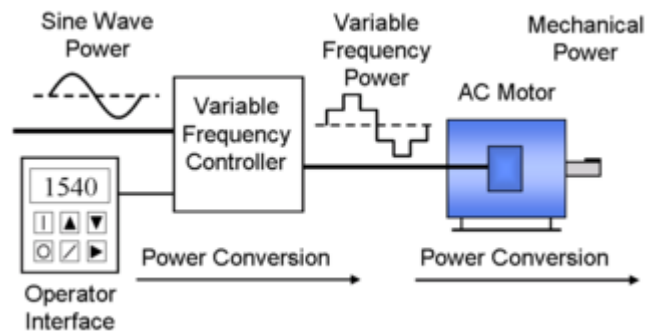 Sine Wave
Power
Variable
Frequency
Power
Mechanical
Power
AC Motor
Variable
Frequency
Controller
1540
Power Conversion
Power Conversion
Operator
Interface